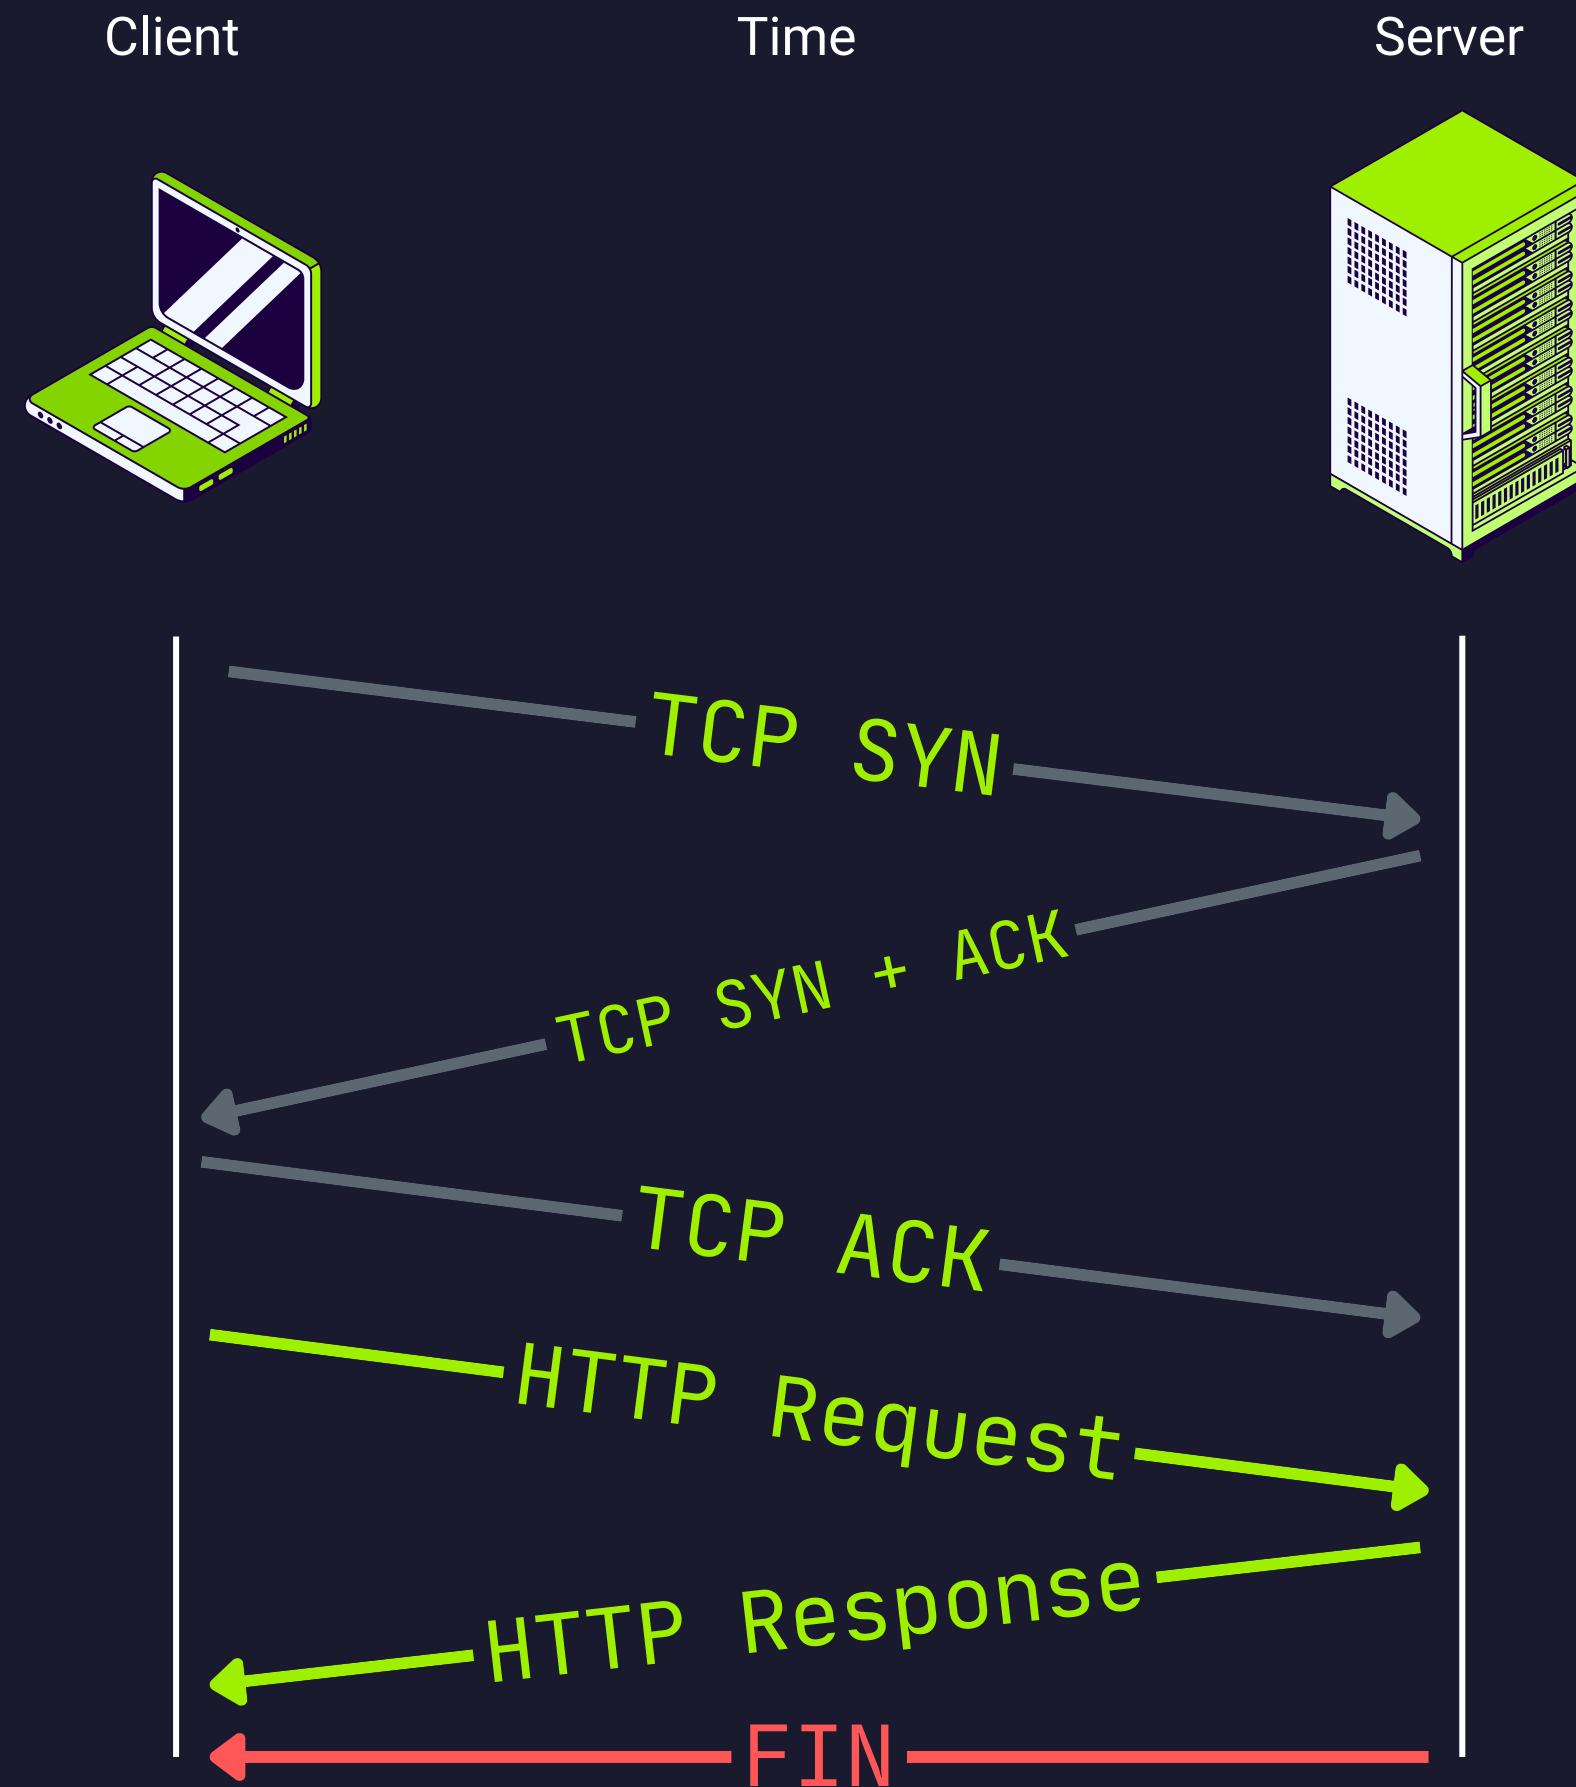 Client
Time
Server
TCP SYN
TCP SYN + ACK
TCP ACK
HTTP Request
HTTP Response
FIN